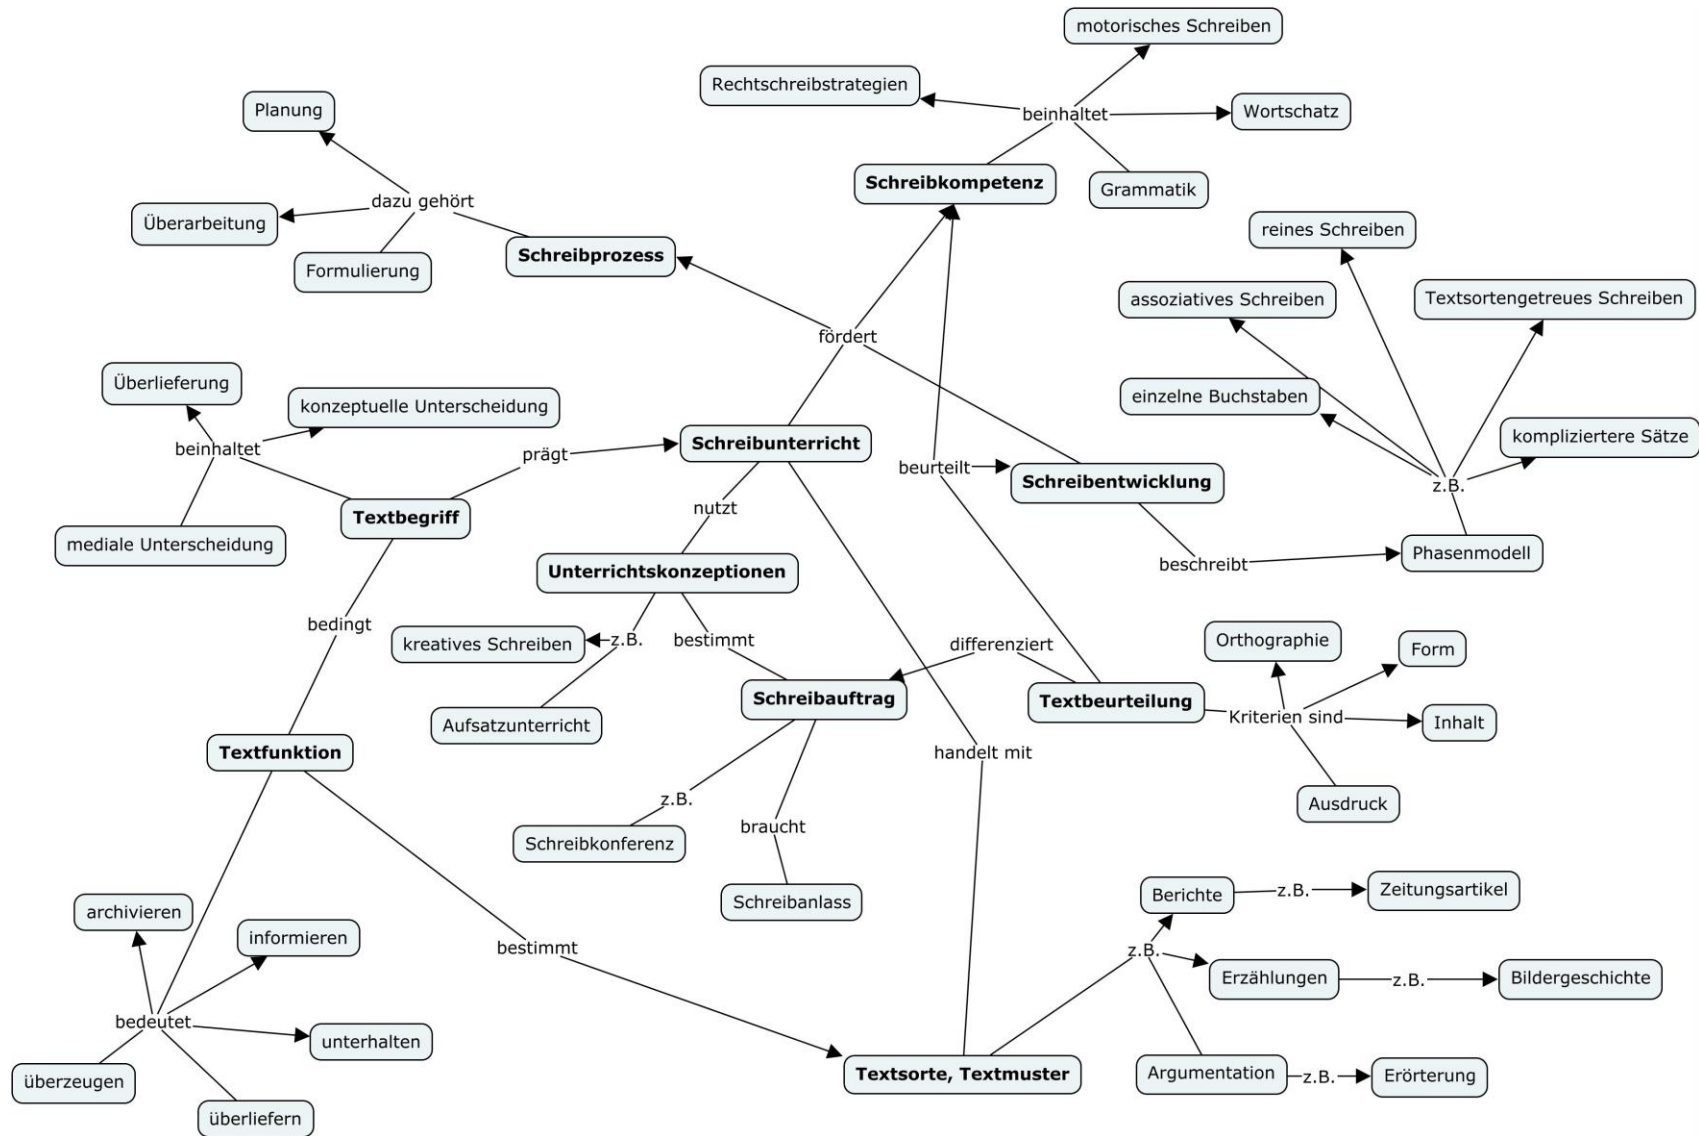 motorisches Schreiben
Rechtschreibstrategien
Planung
beinhaltet
Wortschatz
Schreibkompetenz
Grammatik
dazu gehört
Überarbeitung
reines Schreiben
Schreibprozess
Formulierung
assoziatives Schreiben
Textsortengetreues Schreiben
fördert
Überlieferung
einzelne Buchstaben
konzeptuelle Unterscheidung
kompliziertere Sätze
beinhaltet
prägt
Schreibunterricht
beurteilt
Schreibentwicklung
z.B.
nutzt
Textbegriff
mediale Unterscheidung
Phasenmodell
beschreibt
Unterrichtskonzeptionen
bedingt
kreatives Schreiben
z.B.
bestimmt
differenziert
Orthographie
Form
Schreibauftrag
Textbeurteilung
Kriterien sind
Inhalt
Aufsatzunterricht
Textfunktion
handelt mit
z.B.
Ausdruck
braucht
Schreibkonferenz
Schreibanlass
Berichte
z.B.
Zeitungsartikel
archivieren
informieren
bestimmt
z.B.
Erzählungen
z.B.
Bildergeschichte
bedeutet
unterhalten
überzeugen
Textsorte, Textmuster
Argumentation
z.B.
Erörterung
überliefern